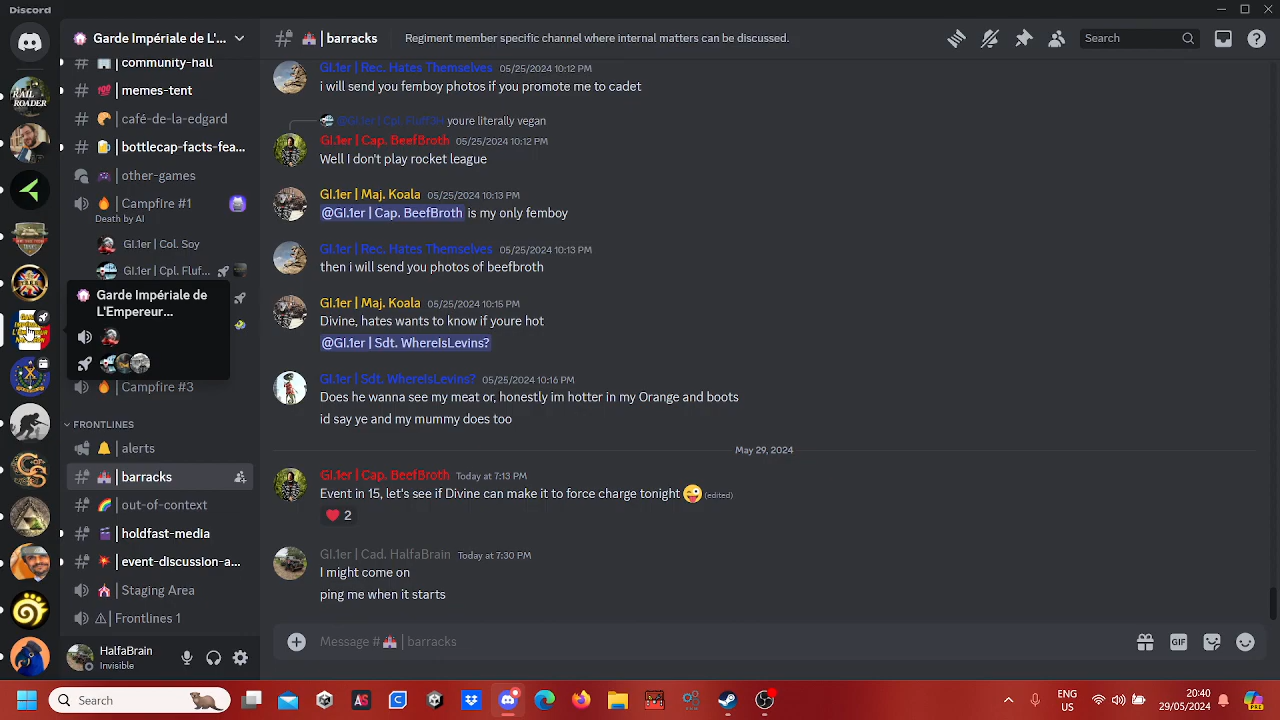 Discord
Garde Impériale de L'...
barracks
Regiment member specific channel where internal matters can be discussed.
Search
community-hall
memes-tent
café-de-la-edgard
bottlecap-facts-fea...
other-games
Campfire #1
Death by AI
GI.1er | Col. Soy
GI.1er | Cpl. Fluf...
Garde Impériale de
L'Empereur...
Campfire #3
FRONTLINES
alerts
barracks
out-of-context
holdfast-media
event-discussion-a...
Staging Area
Frontlines 1
HalfaBrain
Invisible
GI.1er | Rec. Hates Themselves 05/25/2024 10:12 PM
i will send you femboy photos if you promote me to cadet
@GI.1er | Cpl. FluffBH youre literally vegan
GI.1er | Cap. BeefBroth 05/25/2024 10:12 PM
Well I don't play rocket league
GI.1er | Maj. Koala 05/25/2024 10:13 PM
@GI.1er | Cap. BeefBroth is my only femboy
GI.1er | Rec. Hates Themselves 05/25/2024 10:13 PM
then i will send you photos of beefbroth
GI.1er | Maj. Koala 05/25/2024 10:15 PM
Divine, hates wants to know if youre hot
@GI.1er | Sdt. WhereIsLevins?
GI.1er | Sdt. WhereIsLevins? 05/25/2024 10:16 PM
Does he wanna see my meat or, honestly im hotter in my Orange and boots
id say ye and my mummy does too
May 29, 2024
GI.1er | Cap. BeefBroth Today at 7:13 PM
Event in 15, let's see if Divine can make it to force charge tonight (edited)
2
GI.1er | Cad. HalfaBrain Today at 7:30 PM
I might come on
ping me when it starts
Message # | barracks
GIF
Search
ENG
US
20:40
29/05/2024